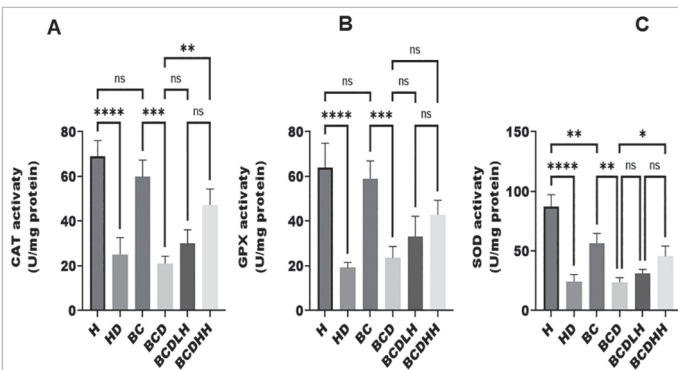 A
B
C
**
ns
ns
ns
****
***
ns
80
60
40
20
0
CAT activaty
(U/mg protein)
H
HD
BC
BCD
BCDLH
BCDHH
ns
ns
ns
****
***
ns
80
60
40
20
0
GPX activaty
(U/mg protein)
H
HD
BC
BCD
BCDLH
BCDHH
**
*
****
**
ns
ns
150
100
50
0
SOD activaty
(U/mg protein)
H
HD
BC
BCD
BCDLH
BCDHH